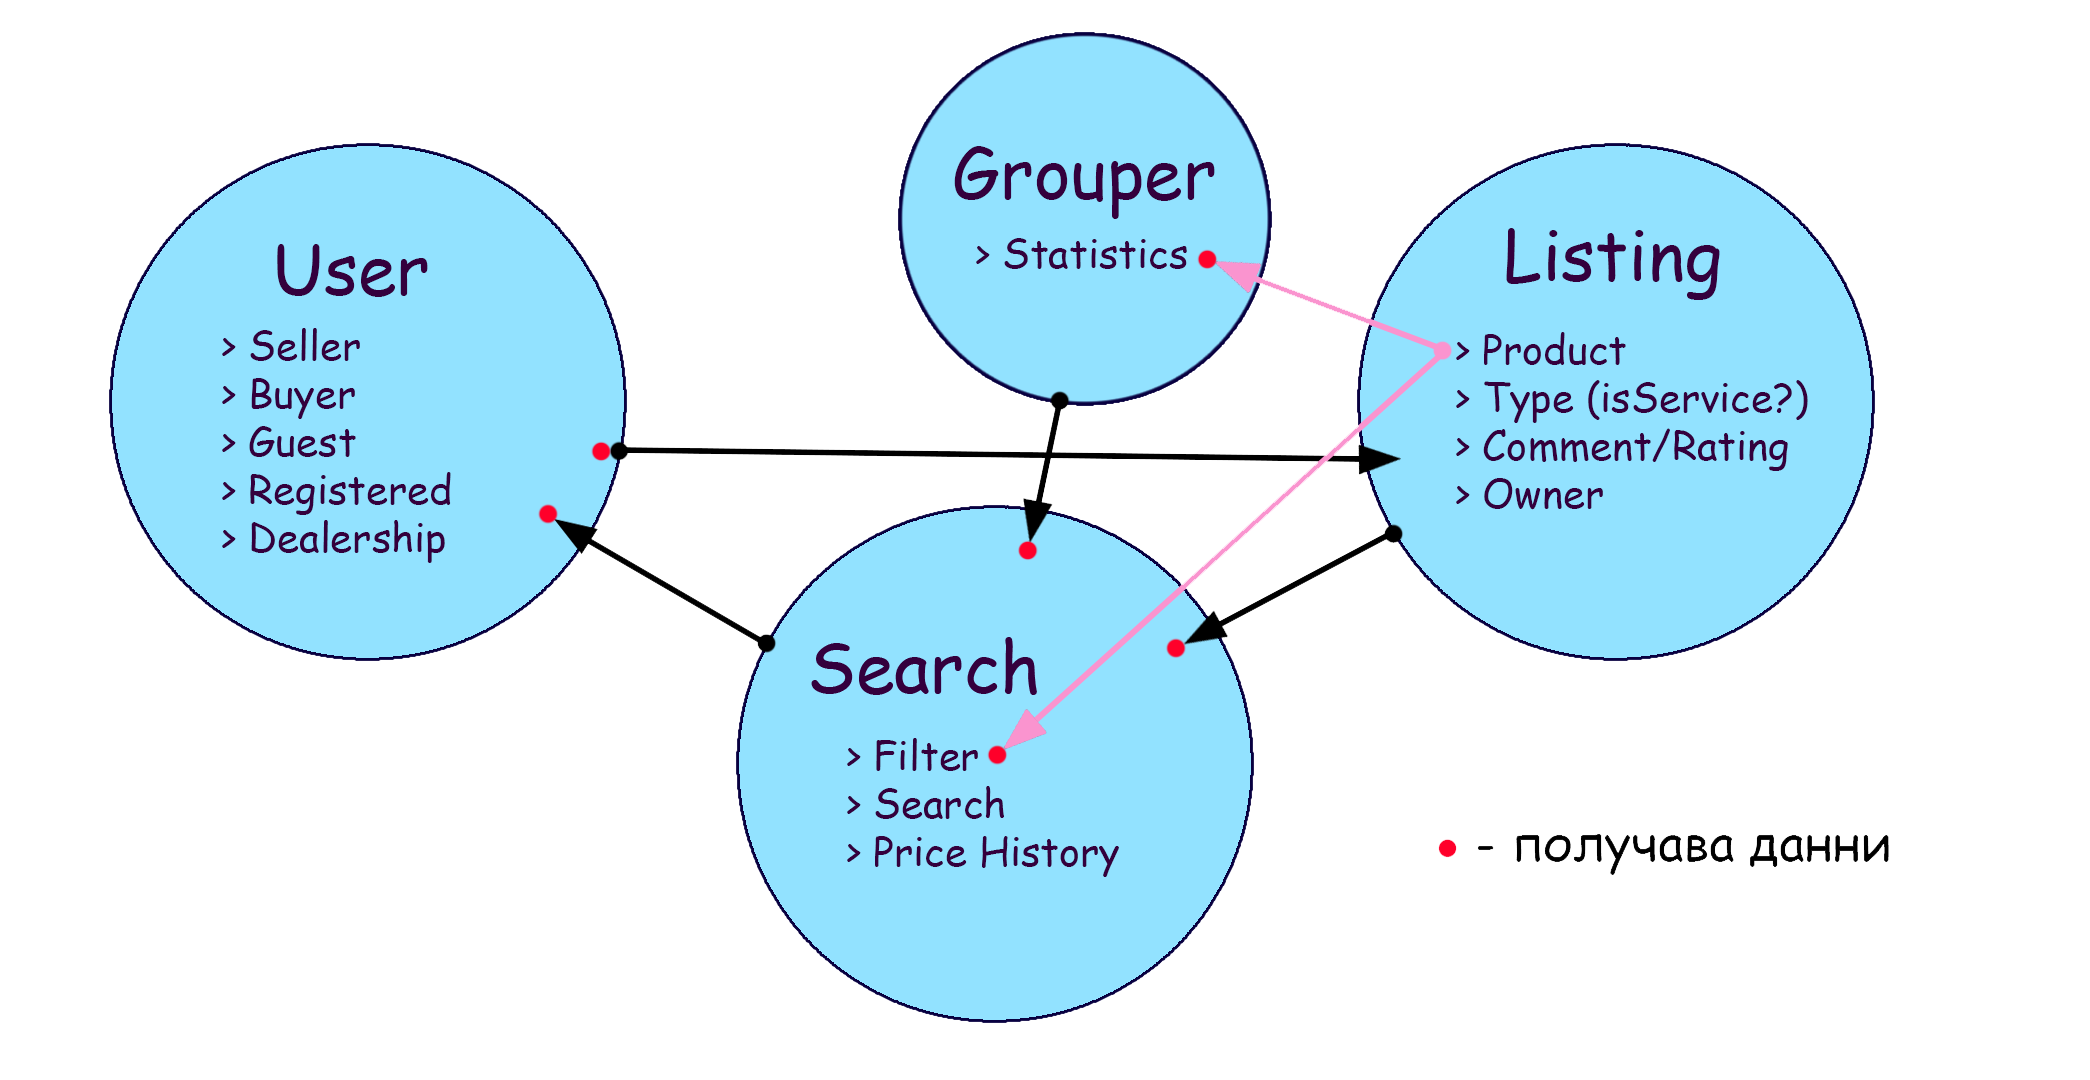 User
> Seller
> Buyer
> Guest
> Registered
> Dealership
Grouper
> Statistics
Listing
> Product
> Type (isService?)
> Comment/Rating
> Owner
Search
> Filter
> Search
> Price History
- получава данни